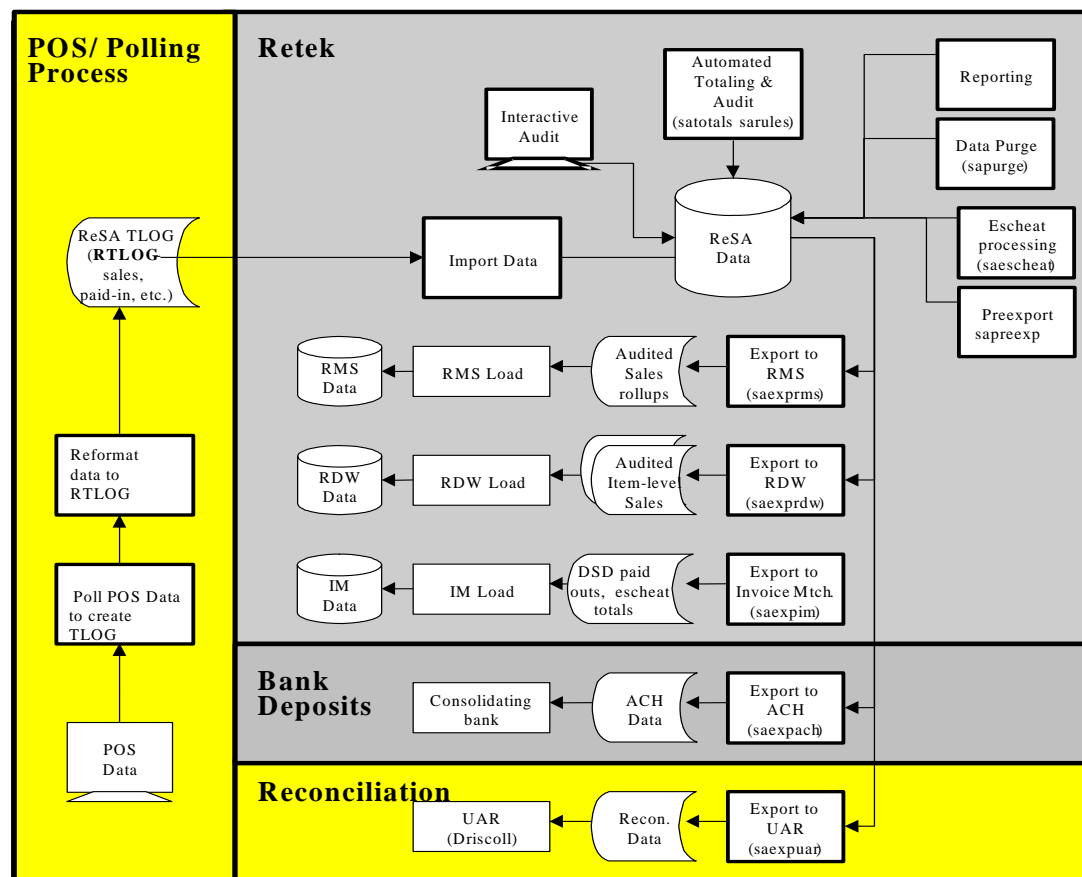 POS/ Polling
Process
Retek
Automated
Totaling &
Audit
(satotals sarules)
Interactive
Audit
Reporting
Data Purge
(sapurge)
ReSA TLOG
(RTLOG
sales,
paid-in, etc.)
Import Data
ReSA
Data
Escheat
processing
(saescheat)
Preexport
sapreexp
RMS
Data
RMS Load
Audited
Sales
rollups
Export to
RMS
(saexprms)
Reformat
data to
RTLOG
RDW
Data
RDW Load
Audited
Item-level
Sales
Export to
RDW
(saexprdw)
Poll POS Data
to create
TLOG
IM
Data
IM Load
DSD paid
outs, escheat
totals
Export to
Invoice Mtch.
(saexpim)
Bank
Deposits
Consolidating
bank
ACH
Data
Export to
ACH
(saexpach)
POS
Data
Reconciliation
UAR
(Driscoll)
Recon.
Data
Export to
UAR
(saexpuar)